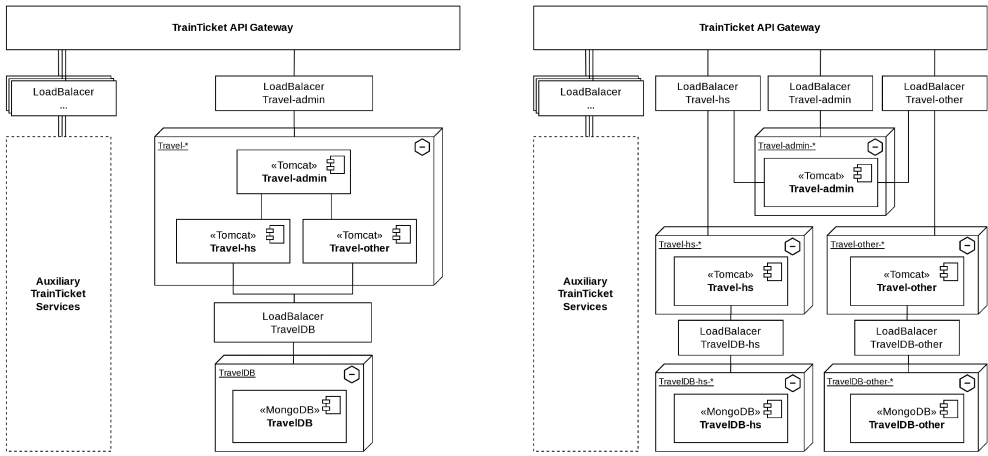 TrainTicket API Gateway
LoadBalacer
...
LoadBalacer
Travel-admin
Travel-*
«Tomcat»
Travel-admin
«Tomcat»
Travel-hs
«Tomcat»
Travel-other
Auxiliary
TrainTicket
Services
LoadBalacer
TravelDB
TravelDB
«MongoDB»
TravelDB
TrainTicket API Gateway
LoadBalacer
...
LoadBalacer
Travel-hs
LoadBalacer
Travel-admin
LoadBalacer
Travel-other
Travel-admin-*
«Tomcat»
Travel-admin
Auxiliary
TrainTicket
Services
Travel-hs-*
«Tomcat»
Travel-hs
Travel-other-*
«Tomcat»
Travel-other
LoadBalacer
TravelDB-hs
LoadBalacer
TravelDB-other
TravelDB-hs-*
«MongoDB»
TravelDB-hs
TravelDB-other-*
«MongoDB»
TravelDB-other